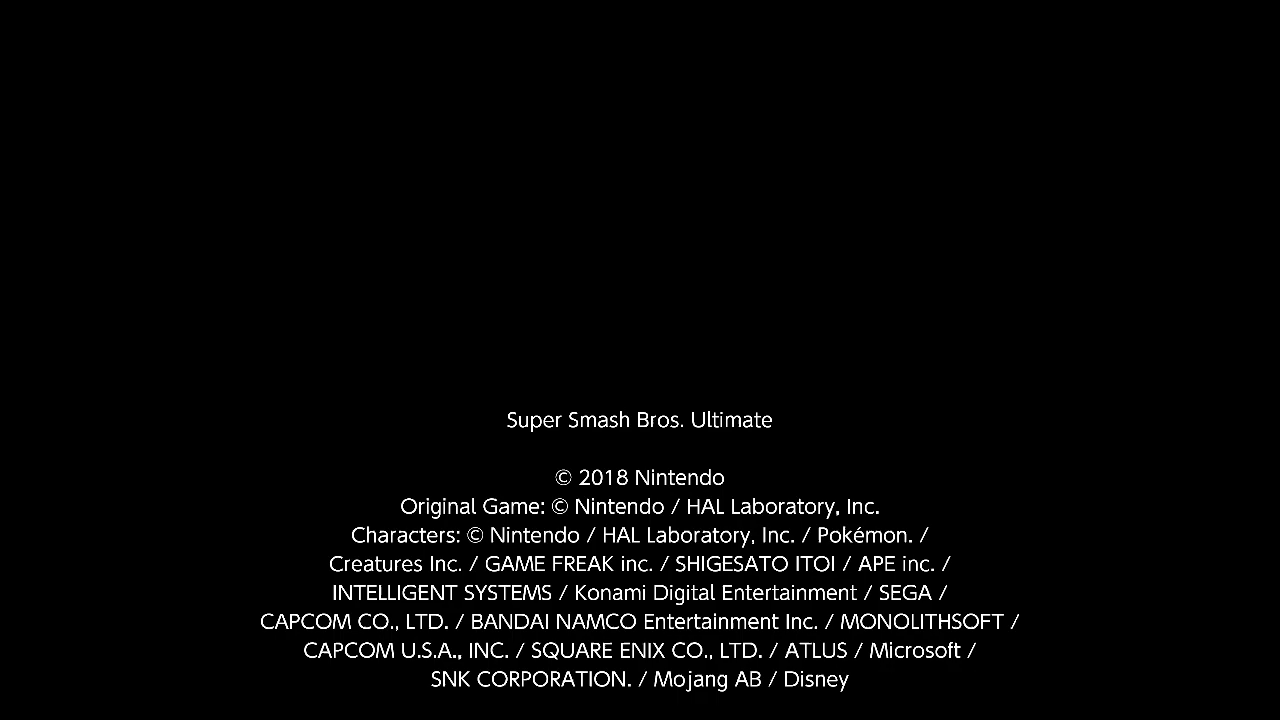 Super Smash Bros. Ultimate
© 2018 Nintendo
Original Game: © Nintendo / HAL Laboratory, Inc.
Characters: © Nintendo / HAL Laboratory, Inc. / Pokémon. /
Creatures Inc. / GAME FREAK inc. / SHIGESATO ITOI / APE inc. /
INTELLIGENT SYSTEMS / Konami Digital Entertainment / SEGA /
CAPCOM CO., LTD. / BANDAI NAMCO Entertainment Inc. / MONOLITHSOFT /
CAPCOM U.S.A., INC. / SQUARE ENIX CO., LTD. / ATLUS / Microsoft /
SNK CORPORATION. / Mojang AB / Disney